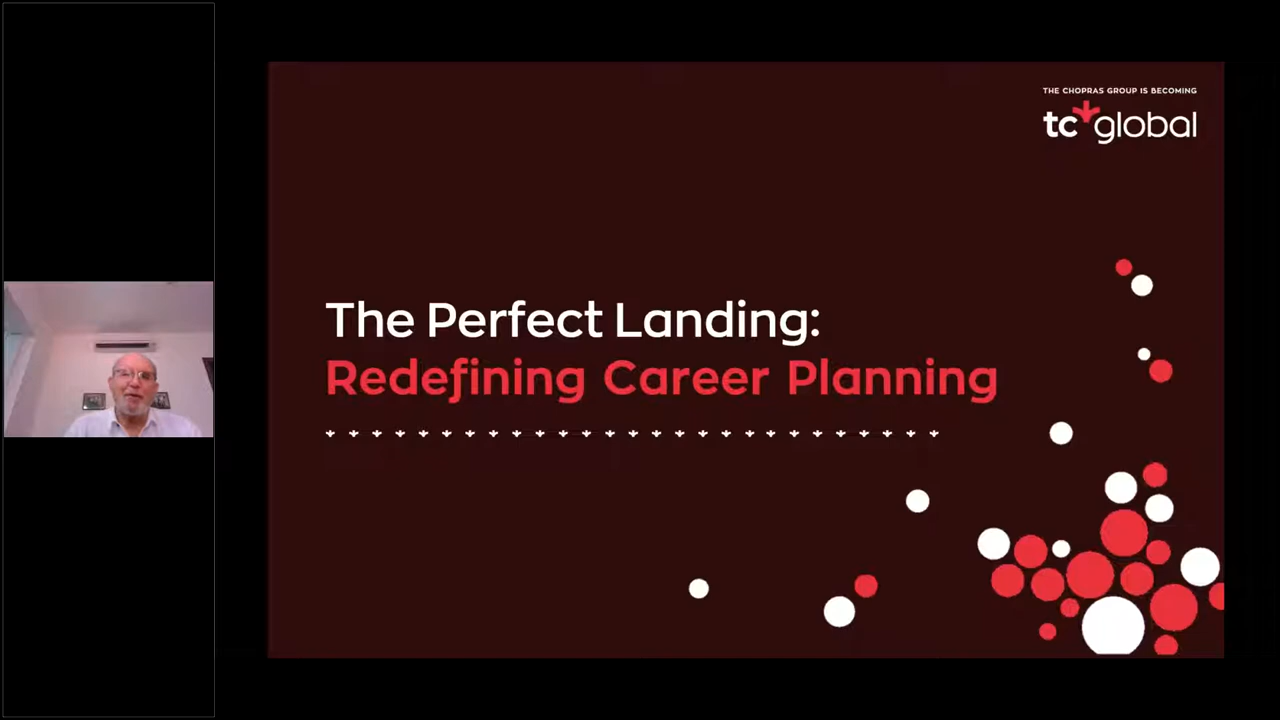 THE CHOPRAS GROUP IS BECOMING
tc global
The Perfect Landing:
Redefining Career Planning